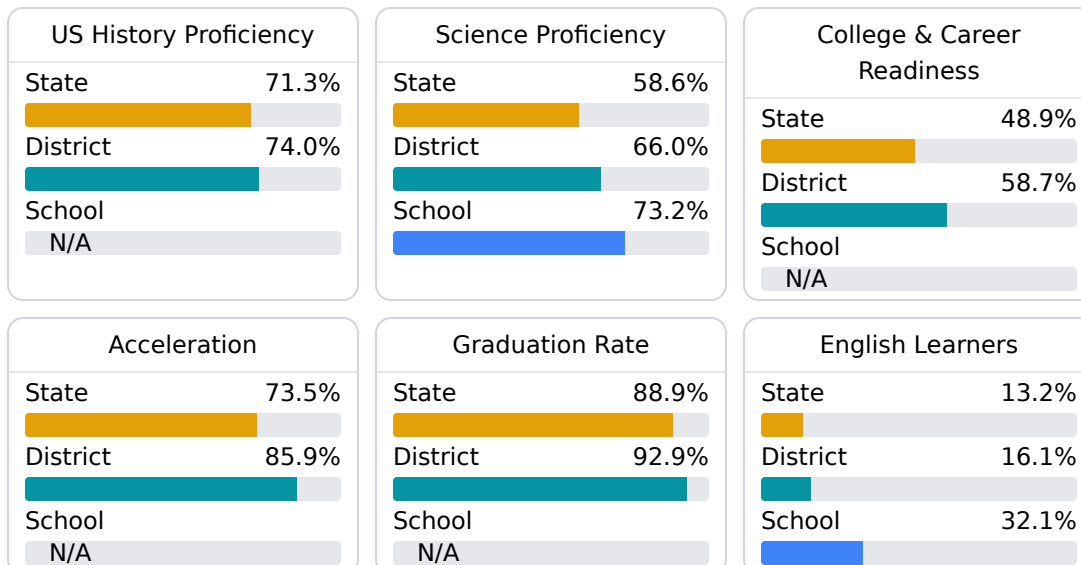 US History Proficiency
State 71.3%
District 74.0%
School
N/A
Science Proficiency
State 58.6%
District 66.0%
School 73.2%
College & Career
Readiness
State 48.9%
District 58.7%
School
N/A
Acceleration
State 73.5%
District 85.9%
School
N/A
Graduation Rate
State 88.9%
District 92.9%
School
N/A
English Learners
State 13.2%
District 16.1%
School 32.1%